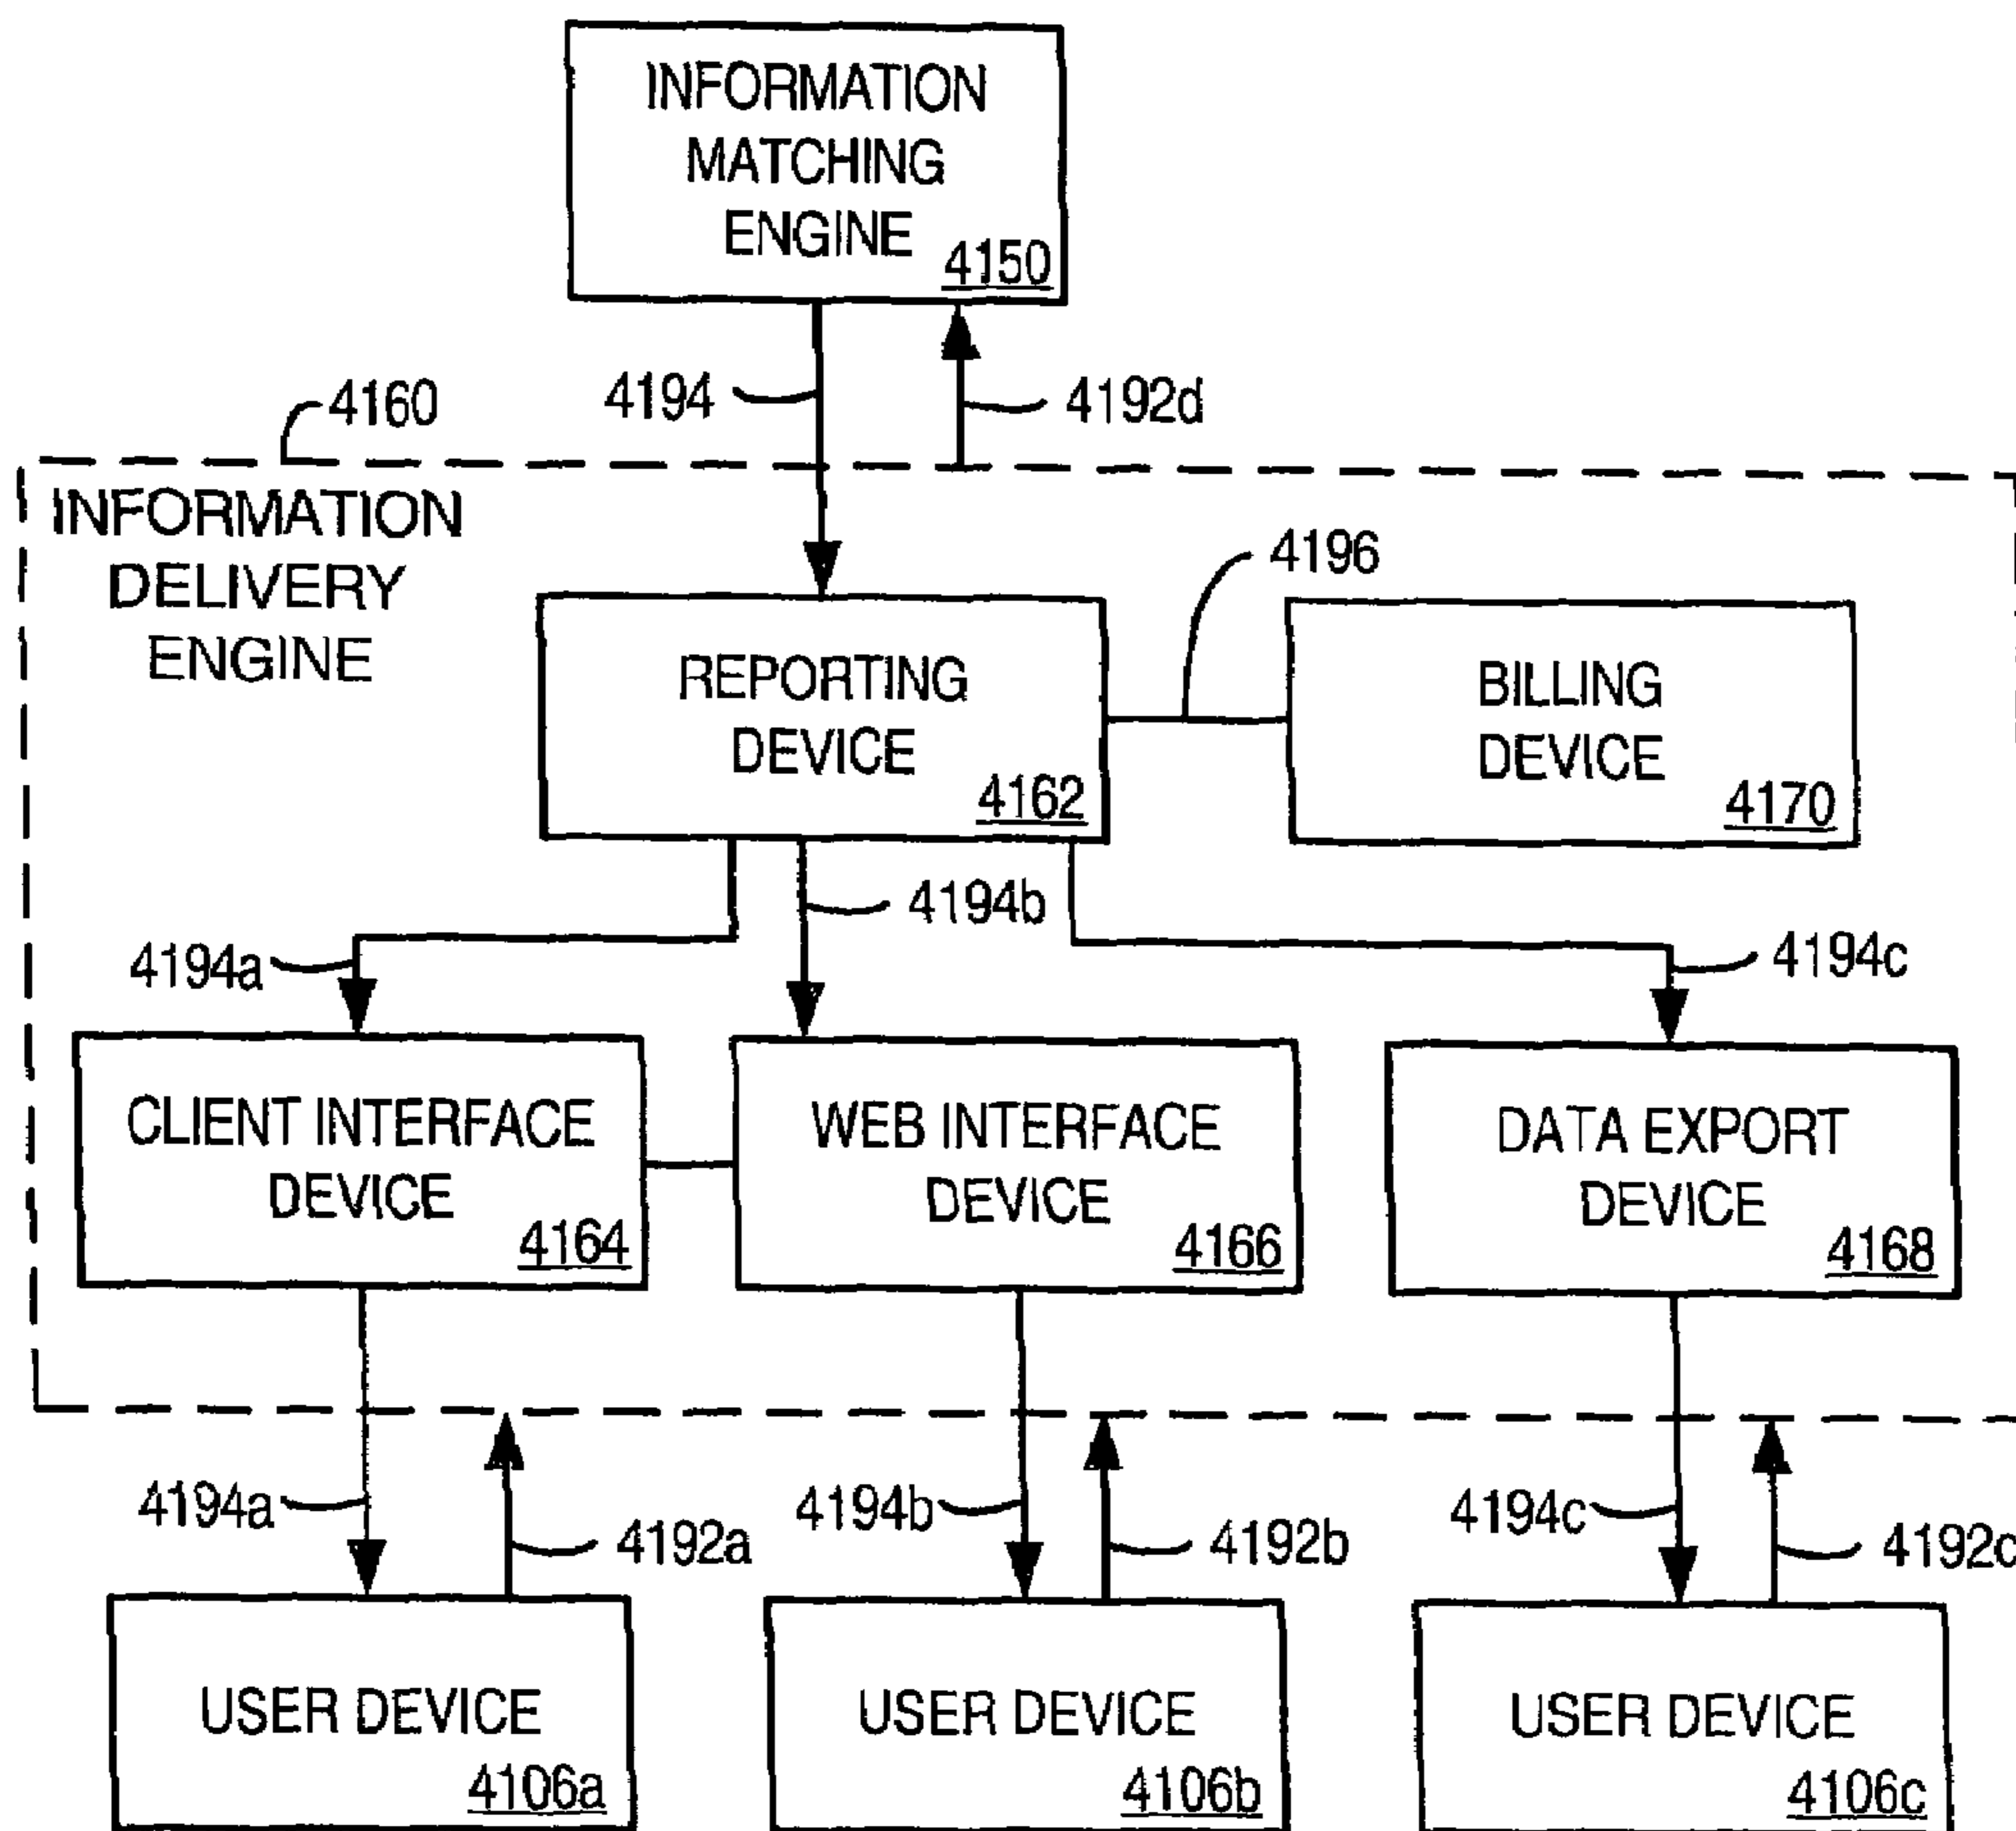 INFORMATION
MATCHING
ENGINE
4150
4160
4194
4192d
INFORMATION
DELIVERY
ENGINE
4196
REPORTING
DEVICE
4162
BILLING
DEVICE
4170
4194b
4194a
4194c
CLIENT INTERFACE
DEVICE
4164
WEB INTERFACE
DEVICE
4166
DATA EXPORT
DEVICE
4168
4194a
4192a
4194b
4192b
4194c
4192c
USER DEVICE
4106a
USER DEVICE
4106b
USER DEVICE
4106c